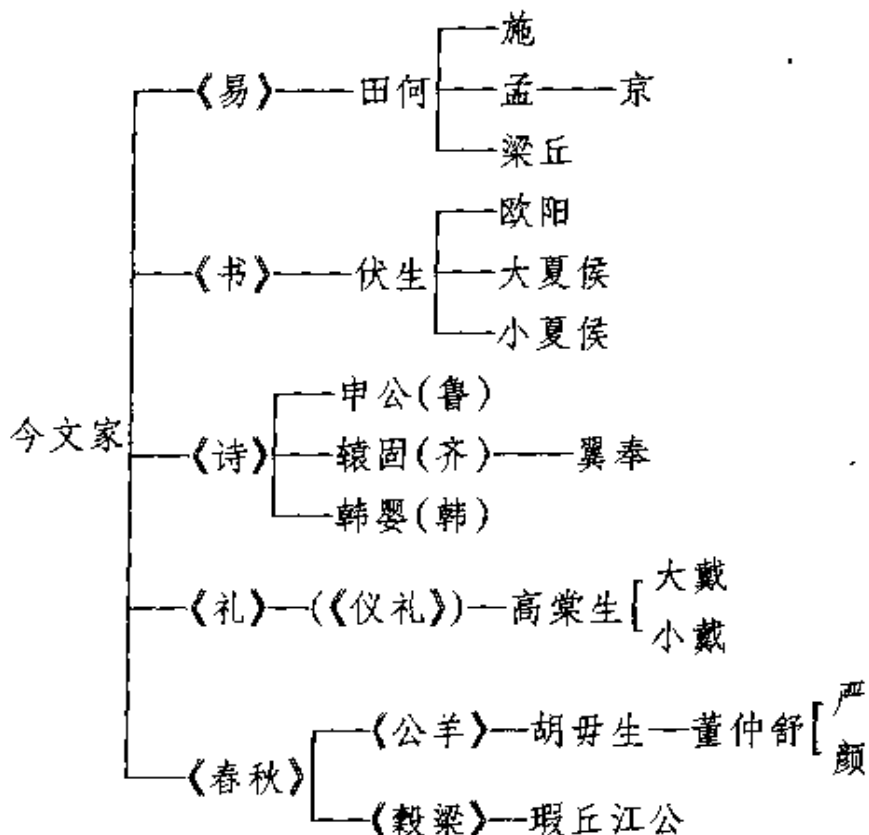 施
《易》 田何 孟 京
梁丘
欧阳
《书》 伏生 大夏侯
小夏侯
申公(鲁)
今文家
《诗》 辕固(齐) 翼奉
韩婴(韩)
大戴
《礼》(《仪礼》) 高棠生
小戴
严
《公羊》 胡毋生 董仲舒
颜
《春秋》
《穀梁》 瑕丘江公